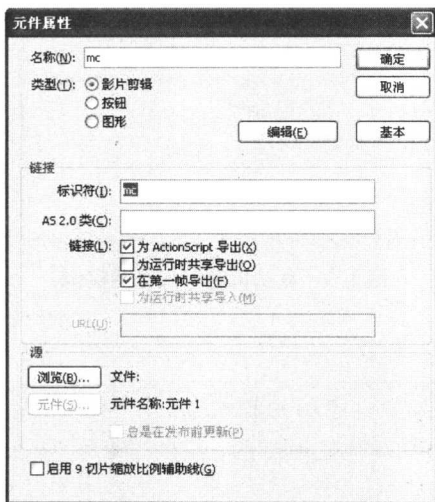 元件属性
名称(N): mc 确定
类型(T): 影片剪辑 取消
按钮
图形
编辑(E) 基本
链接
标识符(I): mc
AS 2.0 类(C):
链接(L): 为 ActionScript 导出(X)
为运行时共享导出(O)
在第一帧导出(F)
为运行时共享导入(M)
URL(U):
源
浏览(B)... 文件:
元件(S)... 元件名称:元件 1
总是在发布前更新(P)
启用 9 切片缩放比例辅助线(G)